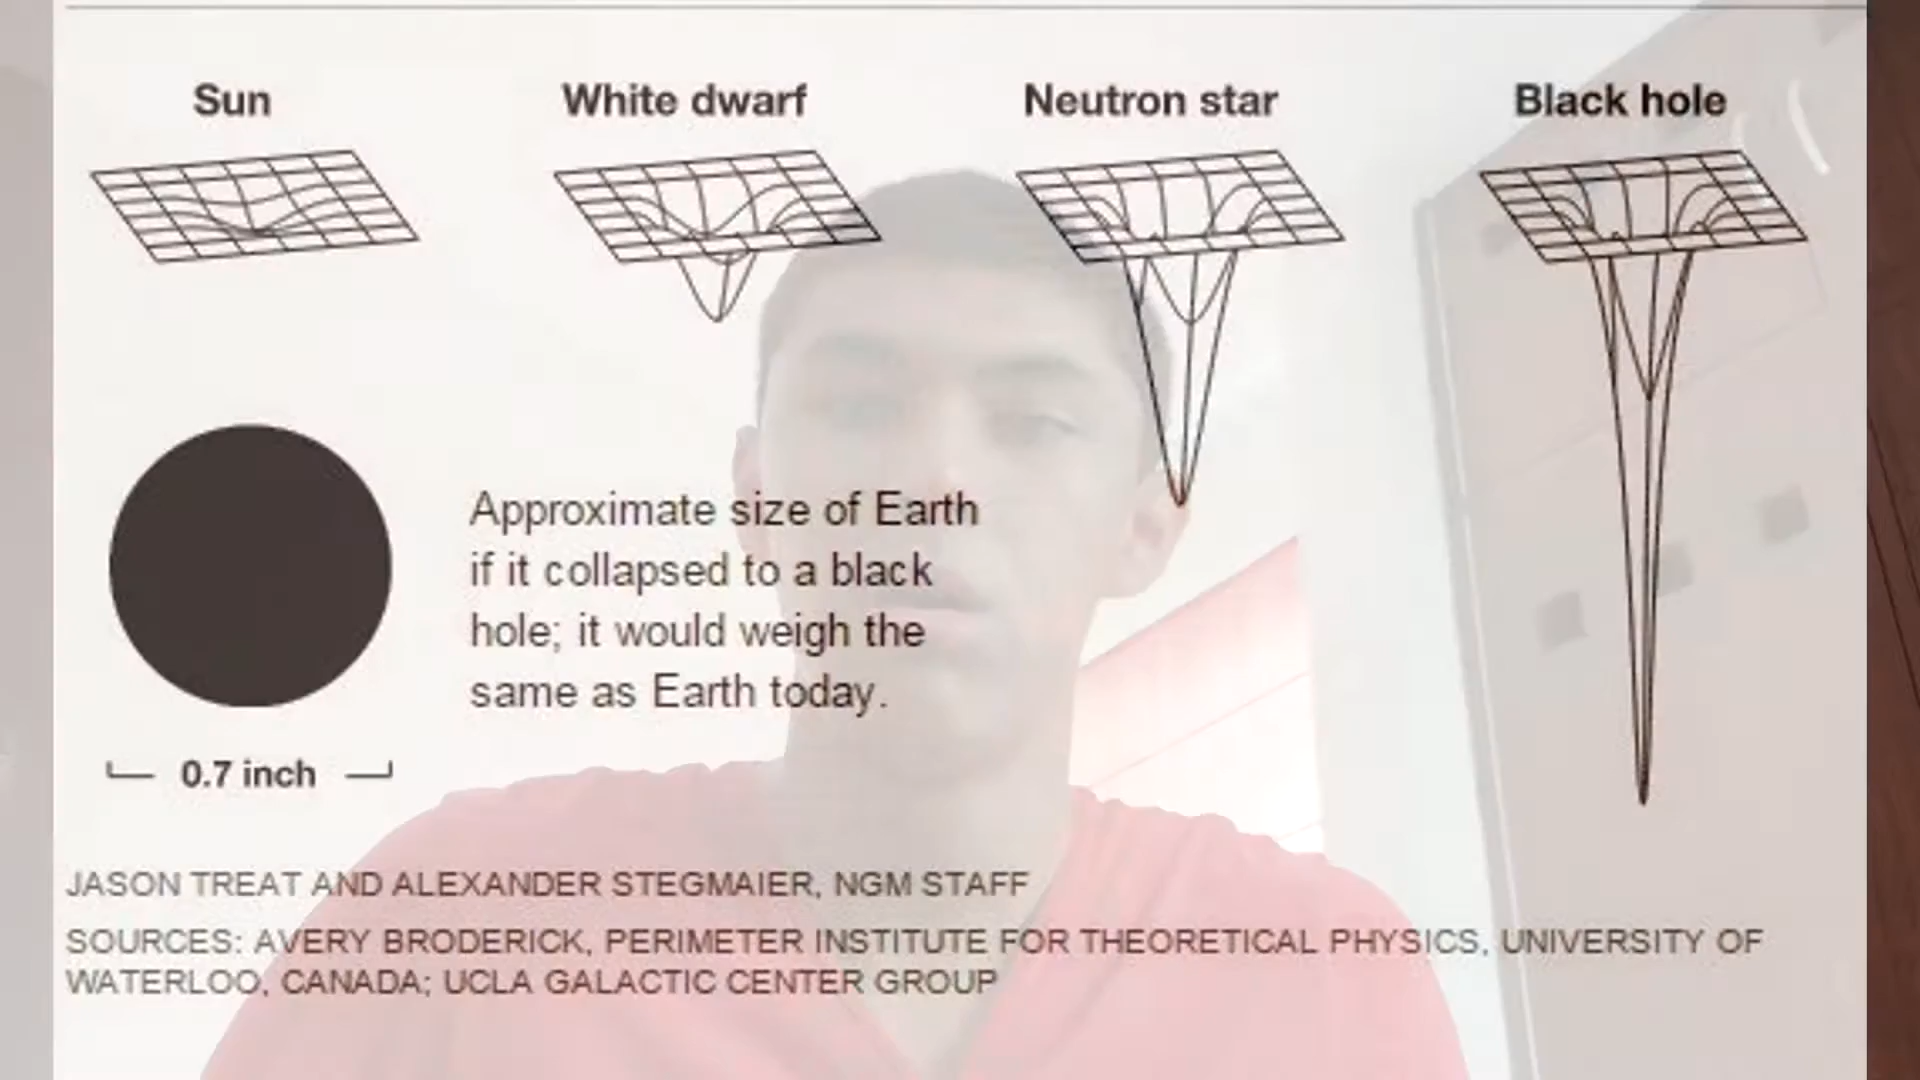 Sun White dwarf Neutron star Black hole
Approximate size of Earth
if it collapsed to a black
hole; it would weigh the
same as Earth today.
0.7 inch
JASON TREAT AND ALEXANDER STEGMAIER, NGM STAFF
SOURCES: AVERY BRODERICK, PERIMETER INSTITUTE FOR THEORETICAL PHYSICS, UNIVERSITY OF
WATERLOO, CANADA; UCLA GALACTIC CENTER GROUP